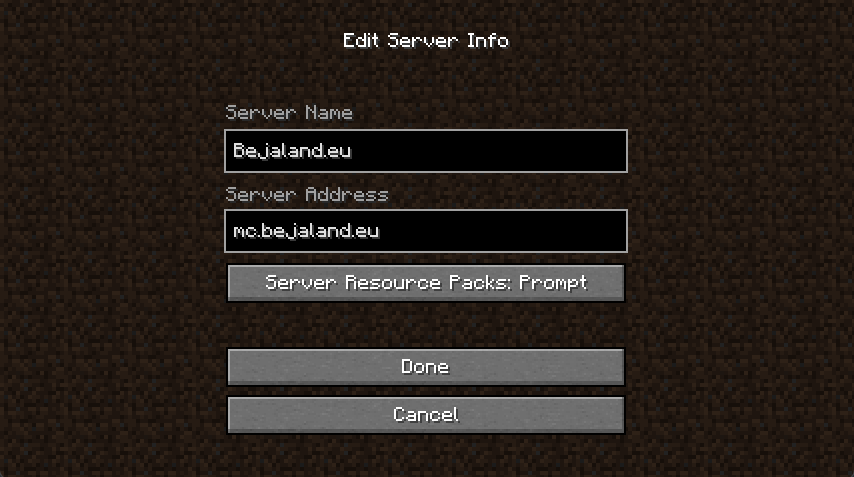 Edit Server Info
Server Name
Bejaland.eu
Server Address
mc.bejaland.eu
Server Resource Packs: Prompt
Done
Cancel